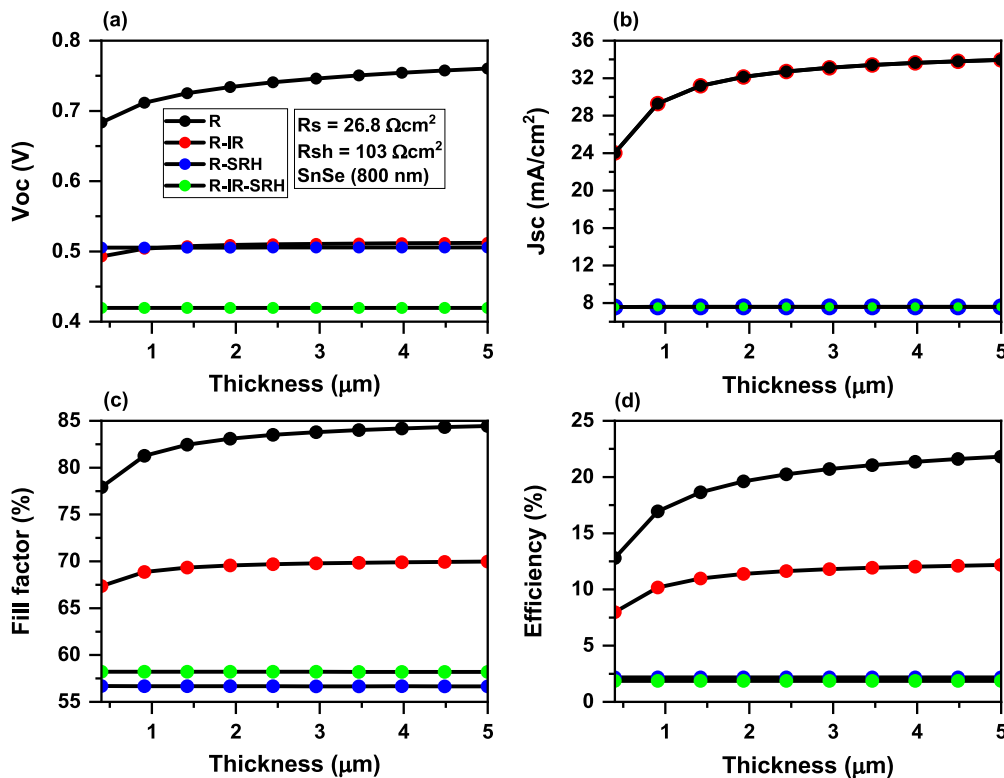 (a)
0.8
0.7
0.6
0.5
0.4
Voc (V)
R
R-IR
R-SRH
R-IR-SRH
Rs = 26.8 Ωcm²
Rsh = 103 Ωcm²
SnSe (800 nm)
1 2 3 4 5
Thickness (μm)
(b)
36
32
28
24
20
16
12
8
Jsc (mA/cm²)
1 2 3 4 5
Thickness (μm)
(c)
85
80
75
70
65
60
55
Fill factor (%)
1 2 3 4 5
Thickness (μm)
(d)
25
20
15
10
5
0
Efficiency (%)
1 2 3 4 5
Thickness (μm)